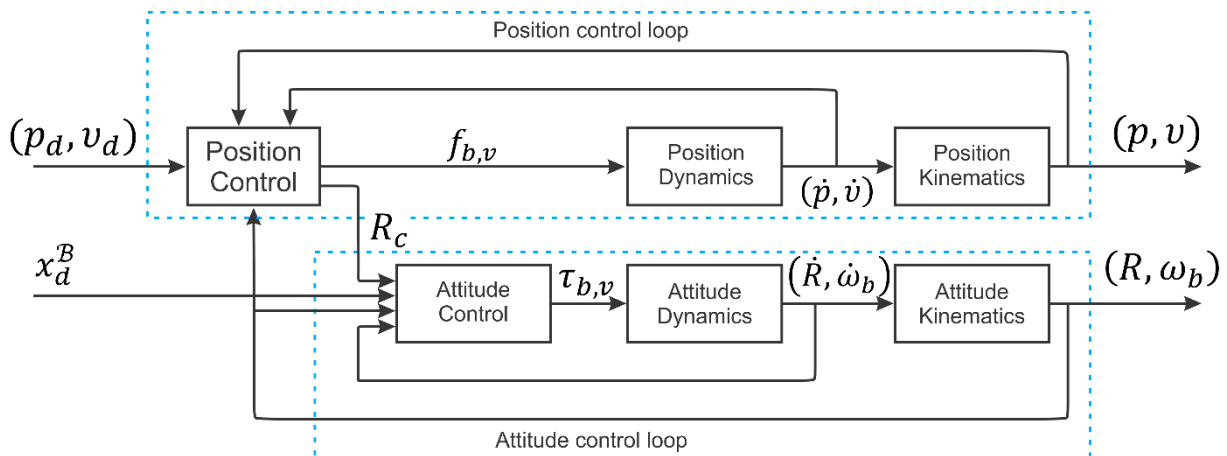 Position control loop
(p_d, υ_d)
Position
Control
f_{b,v}
Position
Dynamics
(ṗ, υ̇)
Position
Kinematics
(p, υ)
R_c
x_d^ℬ
Attitude
Control
τ_{b,v}
Attitude
Dynamics
(Ṙ, ω̇_b)
Attitude
Kinematics
(R, ω_b)
Attitude control loop